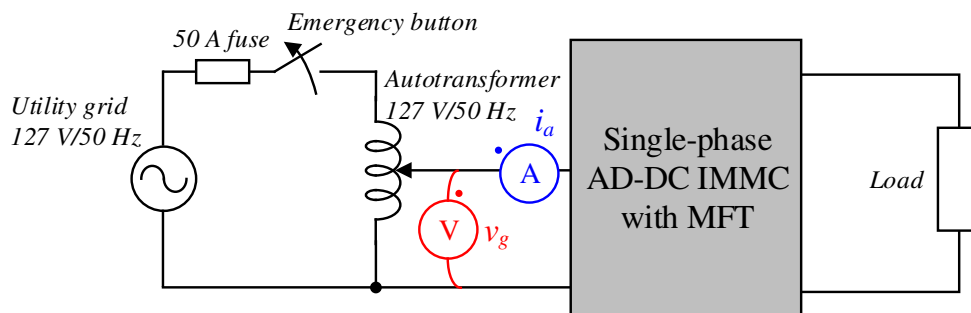 Emergency button
50 A fuse
Autotransformer
127 V/50 Hz
Utility grid
127 V/50 Hz
i_a
A
V
v_g
Single-phase
AD-DC IMMC
with MFT
Load